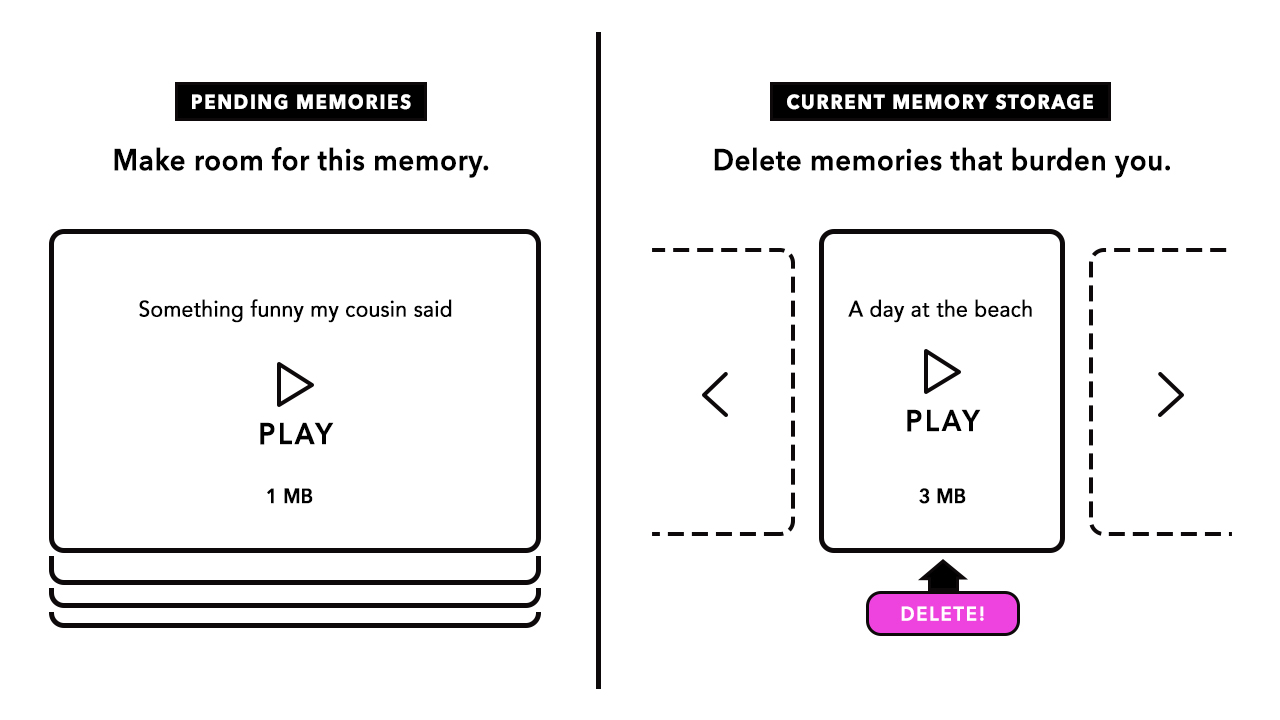 PENDING MEMORIES
Make room for this memory.
Something funny my cousin said
PLAY
1 MB
CURRENT MEMORY STORAGE
Delete memories that burden you.
A day at the beach
PLAY
3 MB
DELETE!